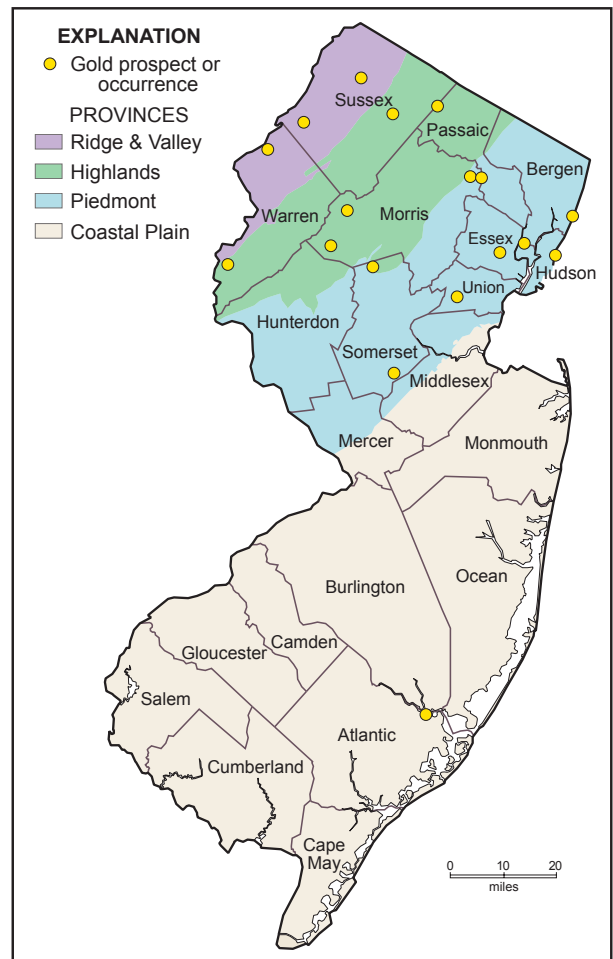 EXPLANATION
Gold prospect or
occurrence
PROVINCES
Ridge & Valley
Highlands
Piedmont
Coastal Plain
Sussex
Passaic
Bergen
Warren
Morris
Essex
Hudson
Union
Hunterdon
Somerset
Middlesex
Mercer
Monmouth
Ocean
Burlington
Camden
Gloucester
Salem
Atlantic
Cumberland
Cape
May
0 10 20
miles